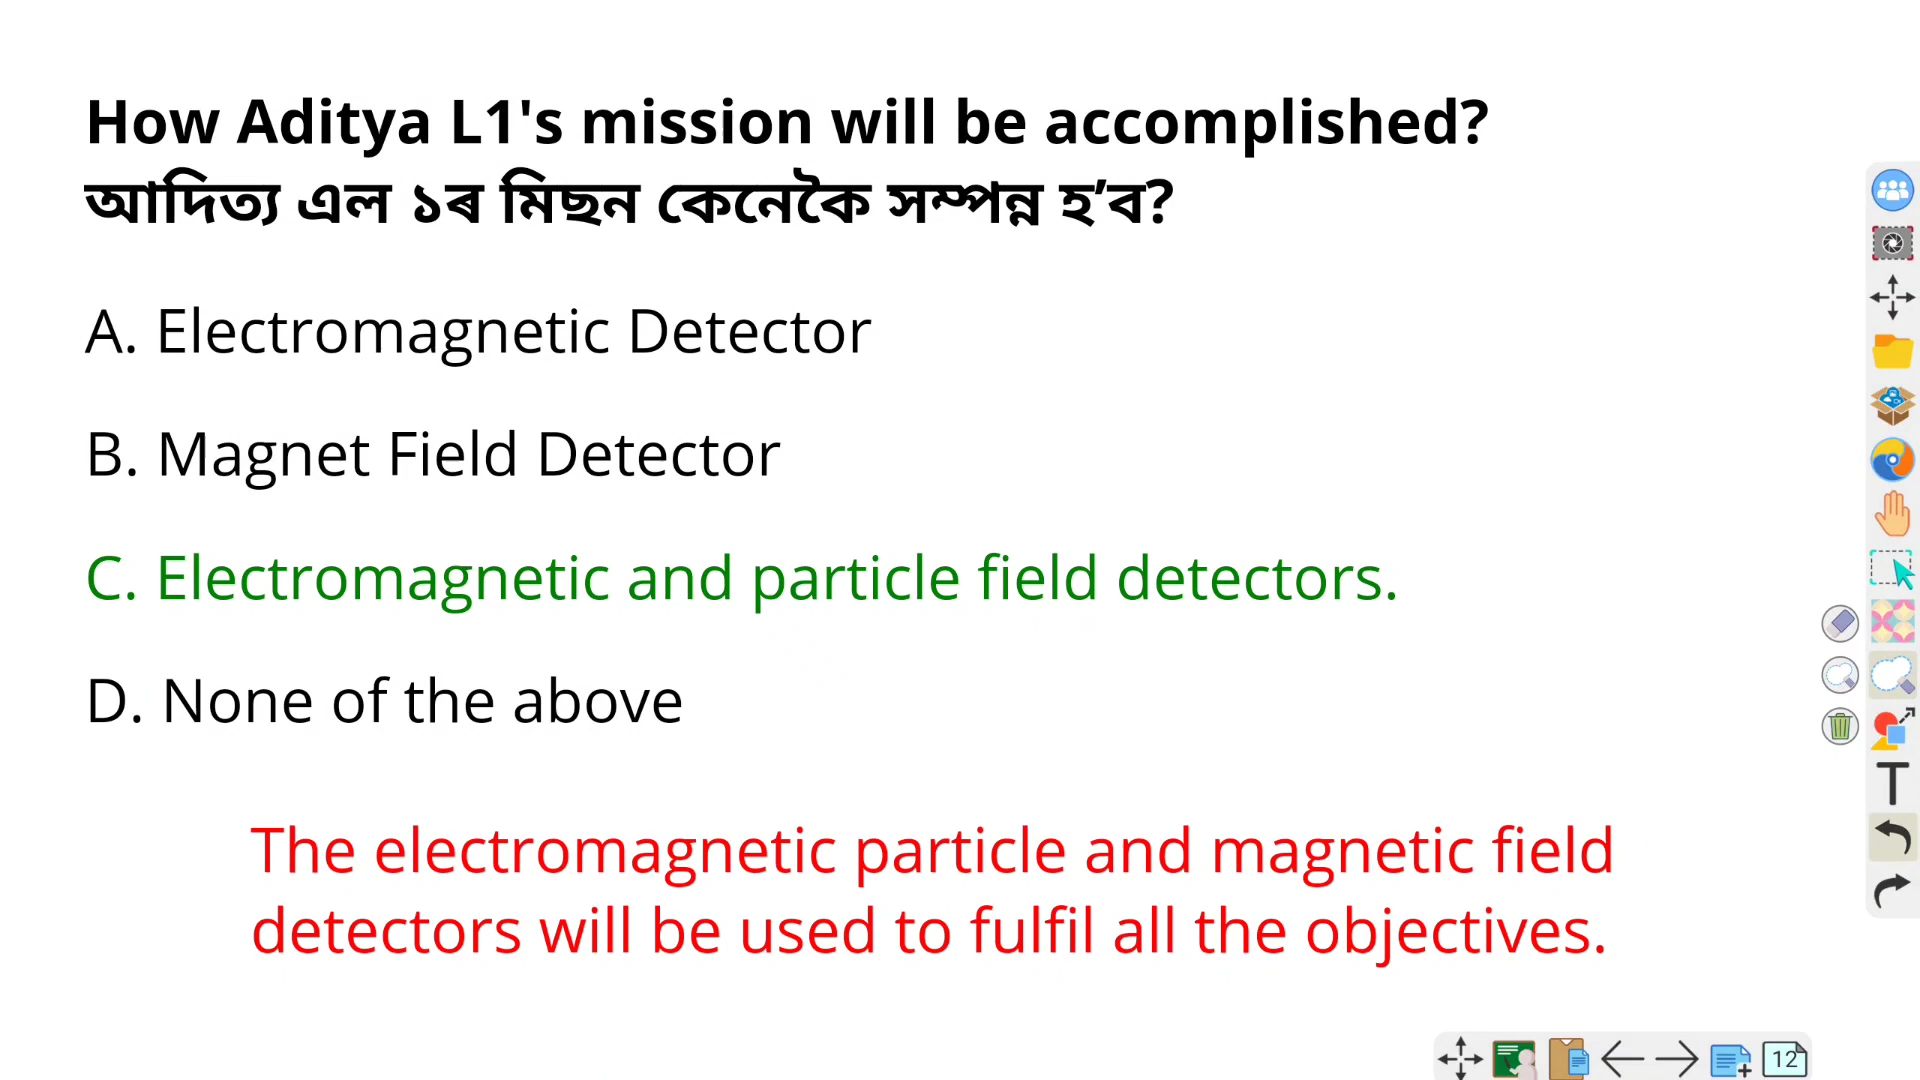 How Aditya L1's mission will be accomplished?
আদিত্য এল ১ৰ মিছন কেনেকৈ সম্পন্ন হ’ব?
A. Electromagnetic Detector
B. Magnet Field Detector
C. Electromagnetic and particle field detectors.
D. None of the above
The electromagnetic particle and magnetic field
detectors will be used to fulfil all the objectives.
T
12